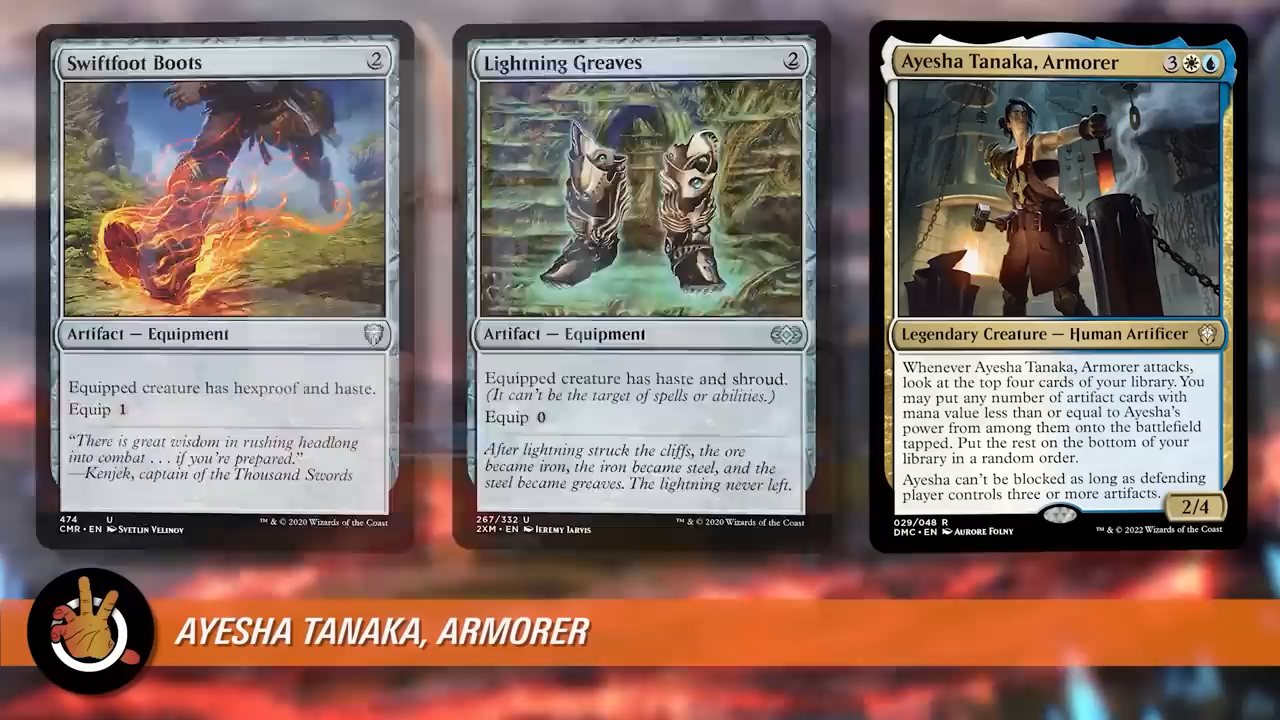 Swiftfoot Boots 2
Artifact — Equipment
Equipped creature has hexproof and haste.
Equip 1
“There is great wisdom in rushing headlong
into combat . . . if you’re prepared.”
—Kenjek, captain of the Thousand Swords
474 U
CMR • EN Svetlin Velinov
™ & © 2020 Wizards of the Coast
Lightning Greaves 2
Artifact — Equipment
Equipped creature has haste and shroud.
(It can’t be the target of spells or abilities.)
Equip 0
After lightning struck the cliffs, the ore
became iron, the iron became steel, and the
steel became greaves. The lightning never left.
267/332 U
2XM • EN Jeremy Jarvis
™ & © 2020 Wizards of the Coast
Ayesha Tanaka, Armorer 3
Legendary Creature — Human Artificer
Whenever Ayesha Tanaka, Armorer attacks,
look at the top four cards of your library. You
may put any number of artifact cards with
mana value less than or equal to Ayesha’s
power from among them onto the battlefield
tapped. Put the rest on the bottom of your
library in a random order.
Ayesha can’t be blocked as long as defending
player controls three or more artifacts.
2/4
029/048 R
DMC • EN Aurore Folny
™ & © 2022 Wizards of the Coast
AYESHA TANAKA, ARMORER